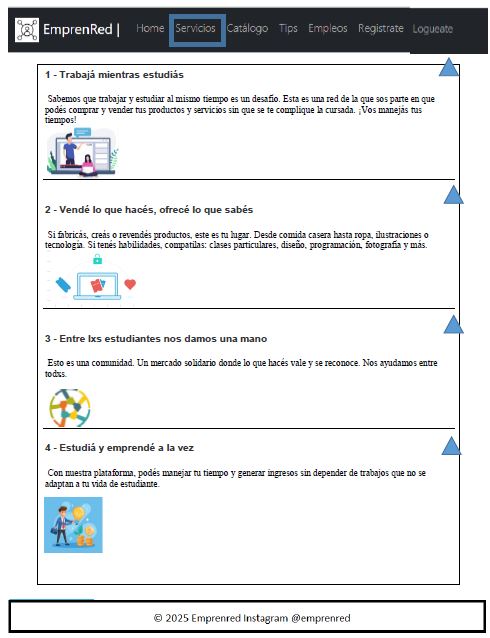 EmprenRed | Home Servicios Catálogo Tips Empleos Registrate Logueate
1 - Trabajá mientras estudiás
Sabemos que trabajar y estudiar al mismo tiempo es un desafío. Esta es una red de la que sos parte en que
podés comprar y vender tus productos y servicios sin que se te complique la cursada. ¡Vos manejás tus
tiempos!
2 - Vendé lo que hacés, ofrecé lo que sabés
Si fabricás, creás o revendés productos, este es tu lugar. Desde comida casera hasta ropa, ilustraciones o
tecnología. Si tenés habilidades, compatilas: clases particulares, diseño, programación, fotografía y más.
3 - Entre lxs estudiantes nos damos una mano
Esto es una comunidad. Un mercado solidario donde lo que hacés vale y se reconoce. Nos ayudamos entre
todxs.
4 - Estudiá y emprendé a la vez
Con nuestra plataforma, podés manejar tu tiempo y generar ingresos sin depender de trabajos que no se
adaptan a tu vida de estudiante.
© 2025 Emprenred Instagram @emprenred